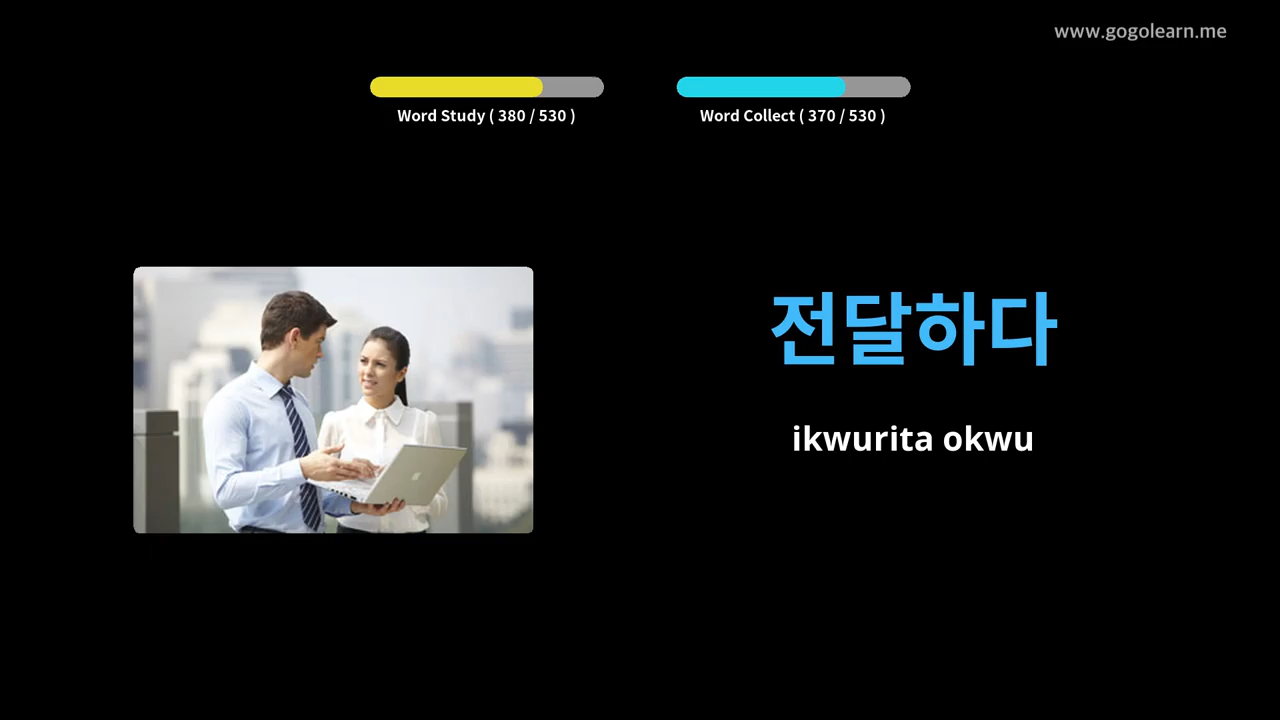 www.gogolearn.me
Word Study ( 380 / 530 )
Word Collect ( 370 / 530 )
전달하다
ikwurita okwu